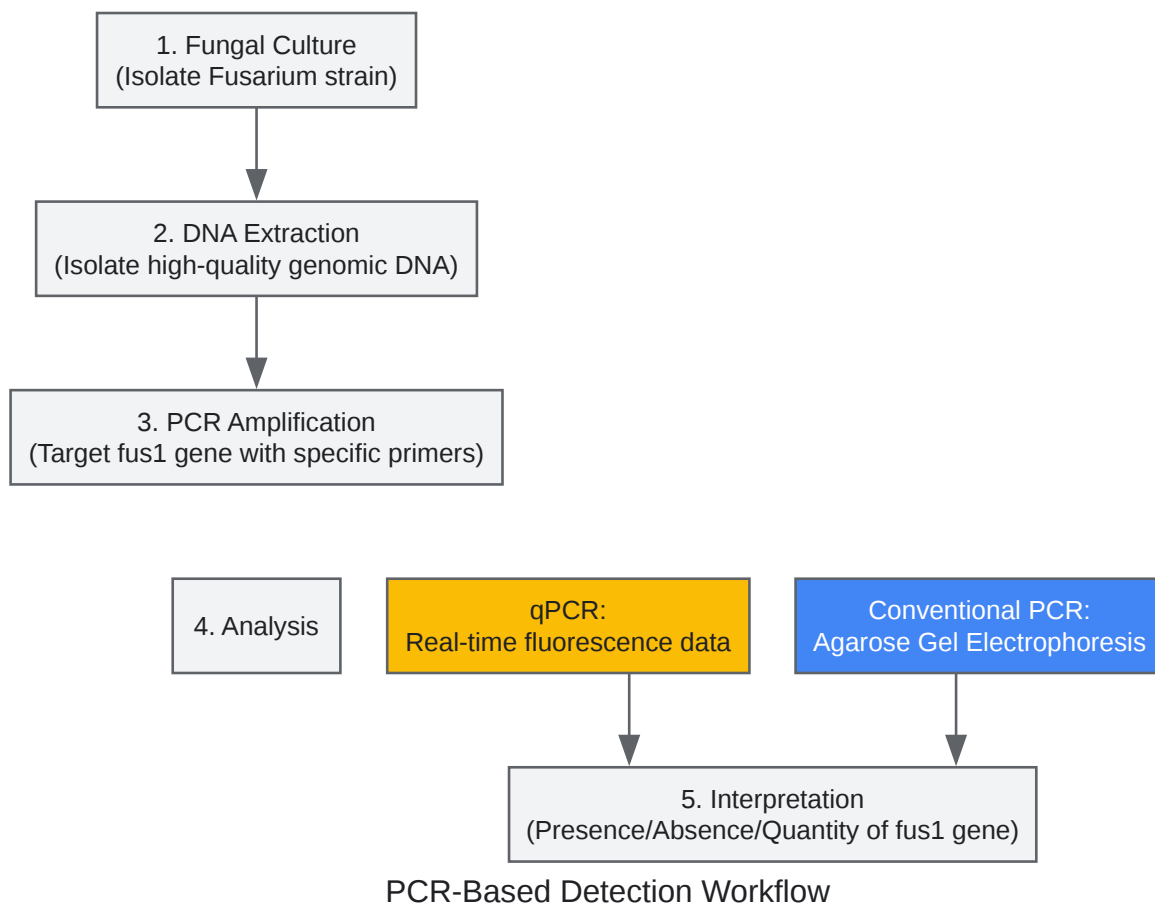 1. Fungal Culture
(Isolate Fusarium strain)
2. DNA Extraction
(Isolate high-quality genomic DNA)
3. PCR Amplification
(Target fus1 gene with specific primers)
4. Analysis
qPCR:
Real-time fluorescence data
Conventional PCR:
Agarose Gel Electrophoresis
5. Interpretation
(Presence/Absence/Quantity of fus1 gene)
PCR-Based Detection Workflow